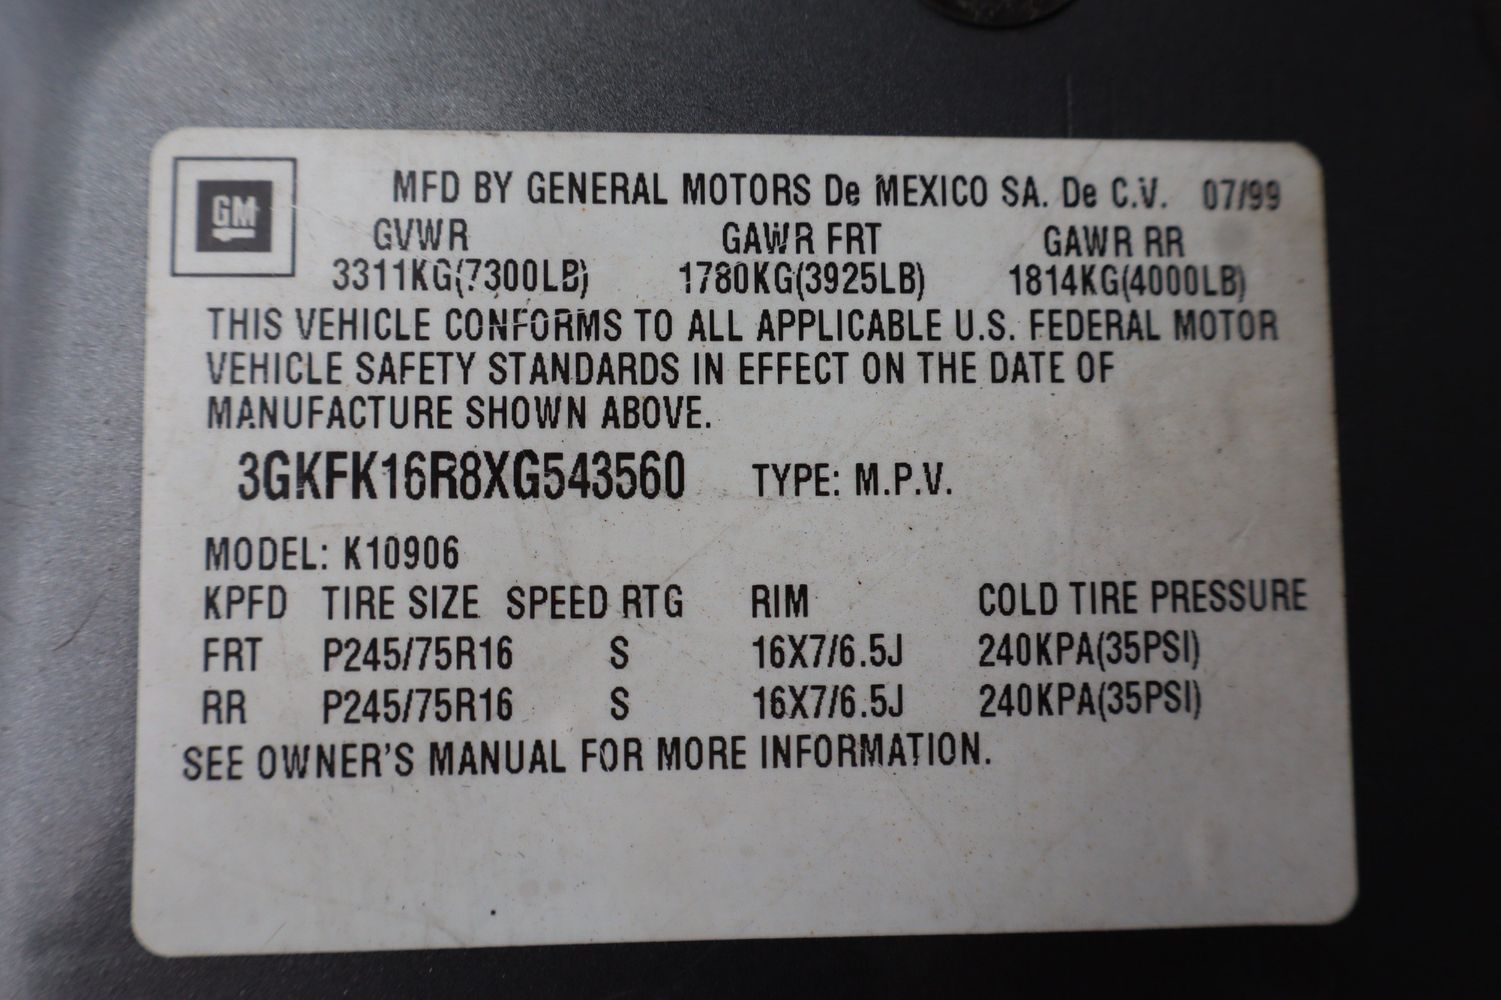 GM
MFD BY GENERAL MOTORS De MEXICO SA. De C.V. 07/99
GVWR GAWR FRT GAWR RR
3311KG(7300LB) 1780KG(3925LB) 1814KG(4000LB)
THIS VEHICLE CONFORMS TO ALL APPLICABLE U.S. FEDERAL MOTOR
VEHICLE SAFETY STANDARDS IN EFFECT ON THE DATE OF
MANUFACTURE SHOWN ABOVE.
3GKFK16R8XG543560 TYPE: M.P.V.
MODEL: K10906
KPFD TIRE SIZE SPEED RTG RIM COLD TIRE PRESSURE
FRT P245/75R16 S 16X7/6.5J 240KPA(35PSI)
RR P245/75R16 S 16X7/6.5J 240KPA(35PSI)
SEE OWNER'S MANUAL FOR MORE INFORMATION.